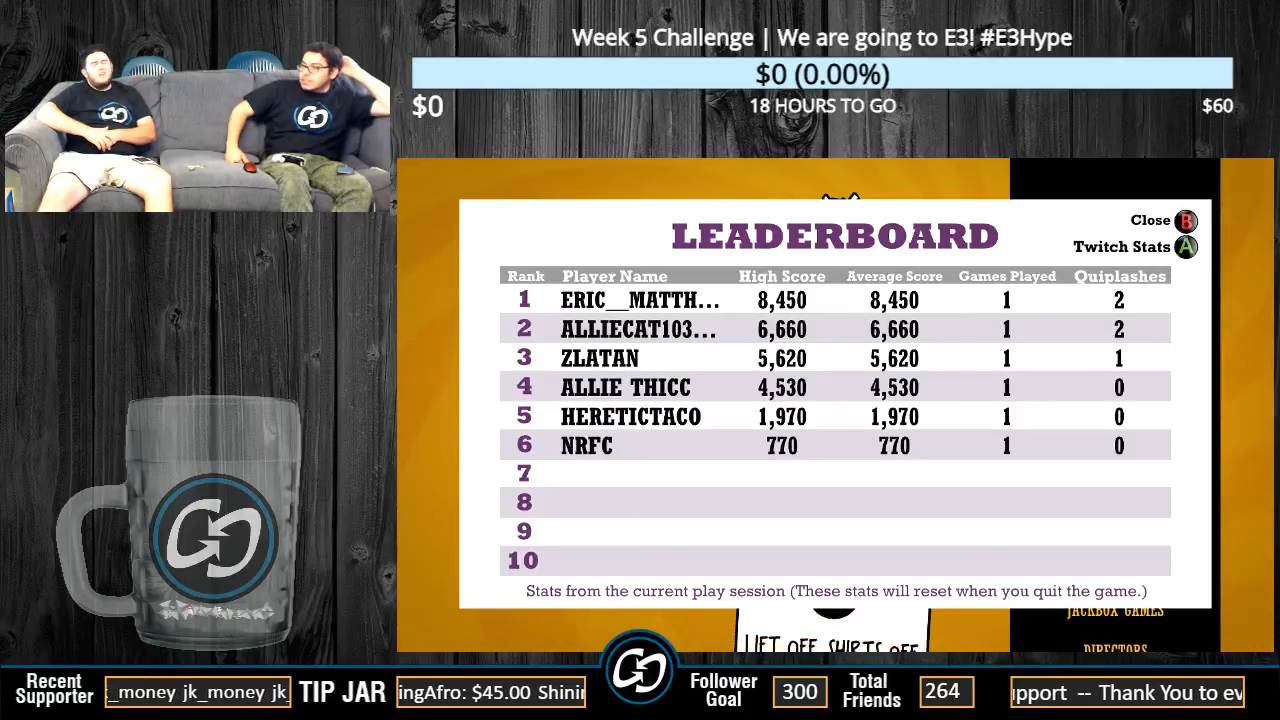 Week 5 Challenge | We are going to E3! #E3Hype
$0 (0.00%)
$0 18 HOURS TO GO $60
Close B
LEADERBOARD
Twitch Stats A
Rank Player Name High Score Average Score Games Played Quiplashes
1 ERIC__MATTH... 8,450 8,450 1 2
2 ALLIECAT103... 6,660 6,660 1 2
3 ZLATAN 5,620 5,620 1 1
4 ALLIE THICC 4,530 4,530 1 0
5 HERETICTACO 1,970 1,970 1 0
6 NRFC 770 770 1 0
7
8
9
10
Stats from the current play session (These stats will reset when you quit the game.)
JACKBOX GAMES
LIFT OFF, SHIRTS OFF
DIRECTORS
Recent Supporter
_money jk_money jk_
TIP JAR
ingAfro: $45.00 Shinin
Follower Goal
300
Total Friends
264
upport -- Thank You to ev